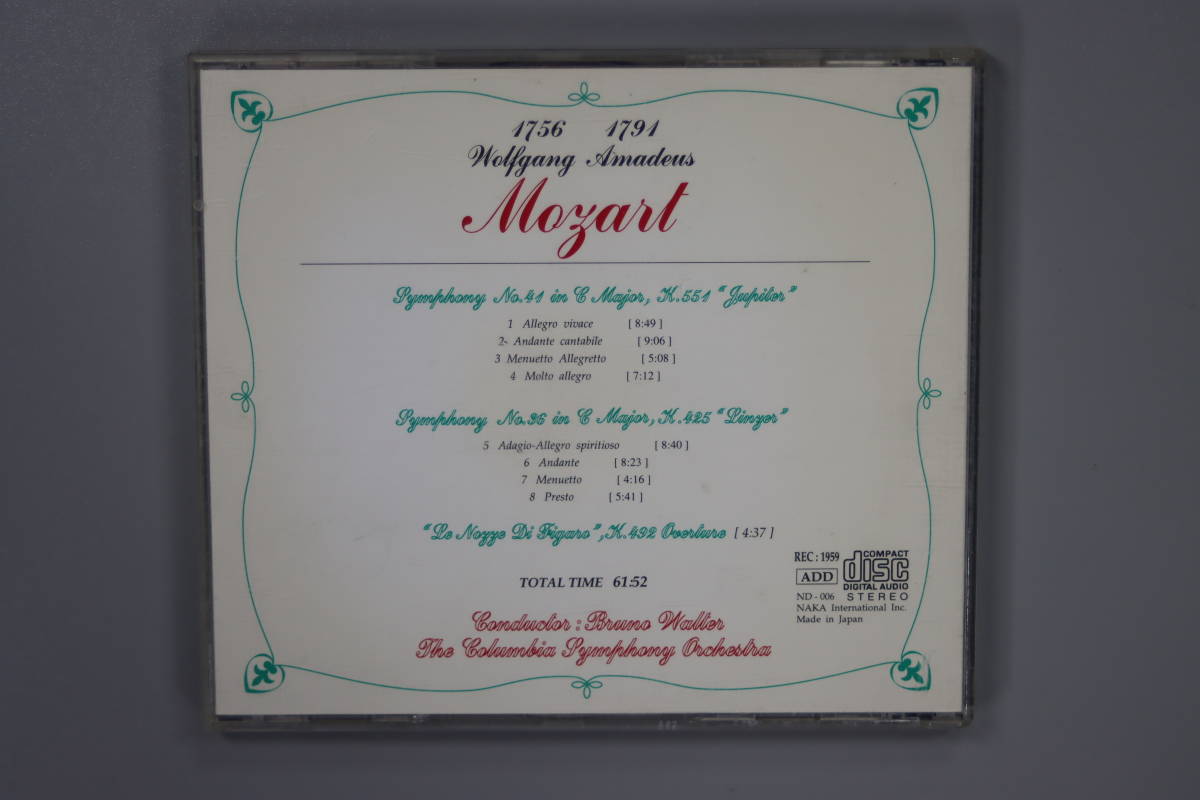 1756 1791
Wolfgang Amadeus
Mozart
Symphony No.41 in C Major, K.551 "Jupiter"
1 Allegro vivace [ 8:49 ]
2- Andante cantabile [ 9:06 ]
3 Menuetto Allegretto [ 5:08 ]
4 Molto allegro [ 7:12 ]
Symphony No.36 in C Major, K.425 "Linzer"
5 Adagio-Allegro spiritioso [ 8:40 ]
6 Andante [ 8:23 ]
7 Menuetto [ 4:16 ]
8 Presto [ 5:41 ]
"Le Nozze Di Figaro", K.492 Overture [ 4:37 ]
TOTAL TIME 61:52
Conductor : Bruno Walter
The Columbia Symphony Orchestra
REC : 1959
ADD
COMPACT
disc
DIGITAL AUDIO
STEREO
ND - 006
NAKA International Inc.
Made in Japan